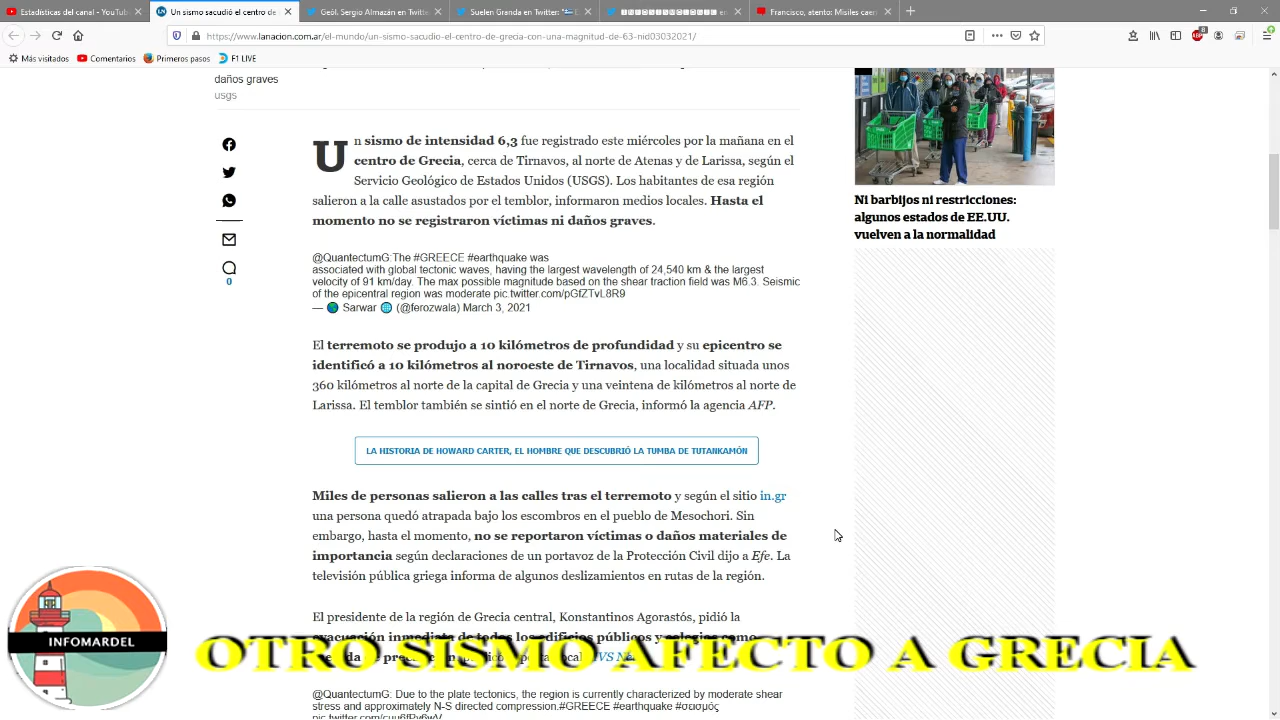 Estadísticas del canal - YouTub
Un sismo sacudió el centro de
Geól. Sergio Almazán en Twitte
Suelen Granda en Twitter:
Francisco, atento: Misiles caer
https://www.lanacion.com.ar/el-mundo/un-sismo-sacudio-el-centro-de-grecia-con-una-magnitud-de-63-nid03032021/
Más visitados Comentarios Primeros pasos F1 LIVE
daños graves
usgs
Un sismo de intensidad 6,3 fue registrado este miércoles por la mañana en el
centro de Grecia, cerca de Tirnavos, al norte de Atenas y de Larissa, según el
Servicio Geológico de Estados Unidos (USGS). Los habitantes de esa región
salieron a la calle asustados por el temblor, informaron medios locales. Hasta el
momento no se registraron víctimas ni daños graves.
@QuantectumG:The #GREECE #earthquake was
associated with global tectonic waves, having the largest wavelength of 24,540 km & the largest
velocity of 91 km/day. The max possible magnitude based on the shear traction field was M6.3. Seismic
of the epicentral region was moderate pic.twitter.com/pGfZTvL8R9
— 🌎 Sarwar 🌐 (@ferozwala) March 3, 2021
El terremoto se produjo a 10 kilómetros de profundidad y su epicentro se
identificó a 10 kilómetros al noroeste de Tirnavos, una localidad situada unos
360 kilómetros al norte de la capital de Grecia y una veintena de kilómetros al norte de
Larissa. El temblor también se sintió en el norte de Grecia, informó la agencia AFP.
LA HISTORIA DE HOWARD CARTER, EL HOMBRE QUE DESCUBRIÓ LA TUMBA DE TUTANKAMÓN
Miles de personas salieron a las calles tras el terremoto y según el sitio in.gr
una persona quedó atrapada bajo los escombros en el pueblo de Mesochori. Sin
embargo, hasta el momento, no se reportaron víctimas o daños materiales de
importancia según declaraciones de un portavoz de la Protección Civil dijo a Efe. La
televisión pública griega informa de algunos deslizamientos en rutas de la región.
El presidente de la región de Grecia central, Konstantinos Agorastós, pidió la
evacuación inmediata de todos los edificios públicos y colegios como
@QuantectumG: Due to the plate tectonics, the region is currently characterized by moderate shear
stress and approximately N-S directed compression.#GREECE #earthquake #σεισμός
0
Ni barbijos ni restricciones:
algunos estados de EE.UU.
vuelven a la normalidad
INFOMARDEL
OTRO SISMO AFECTO A GRECIA